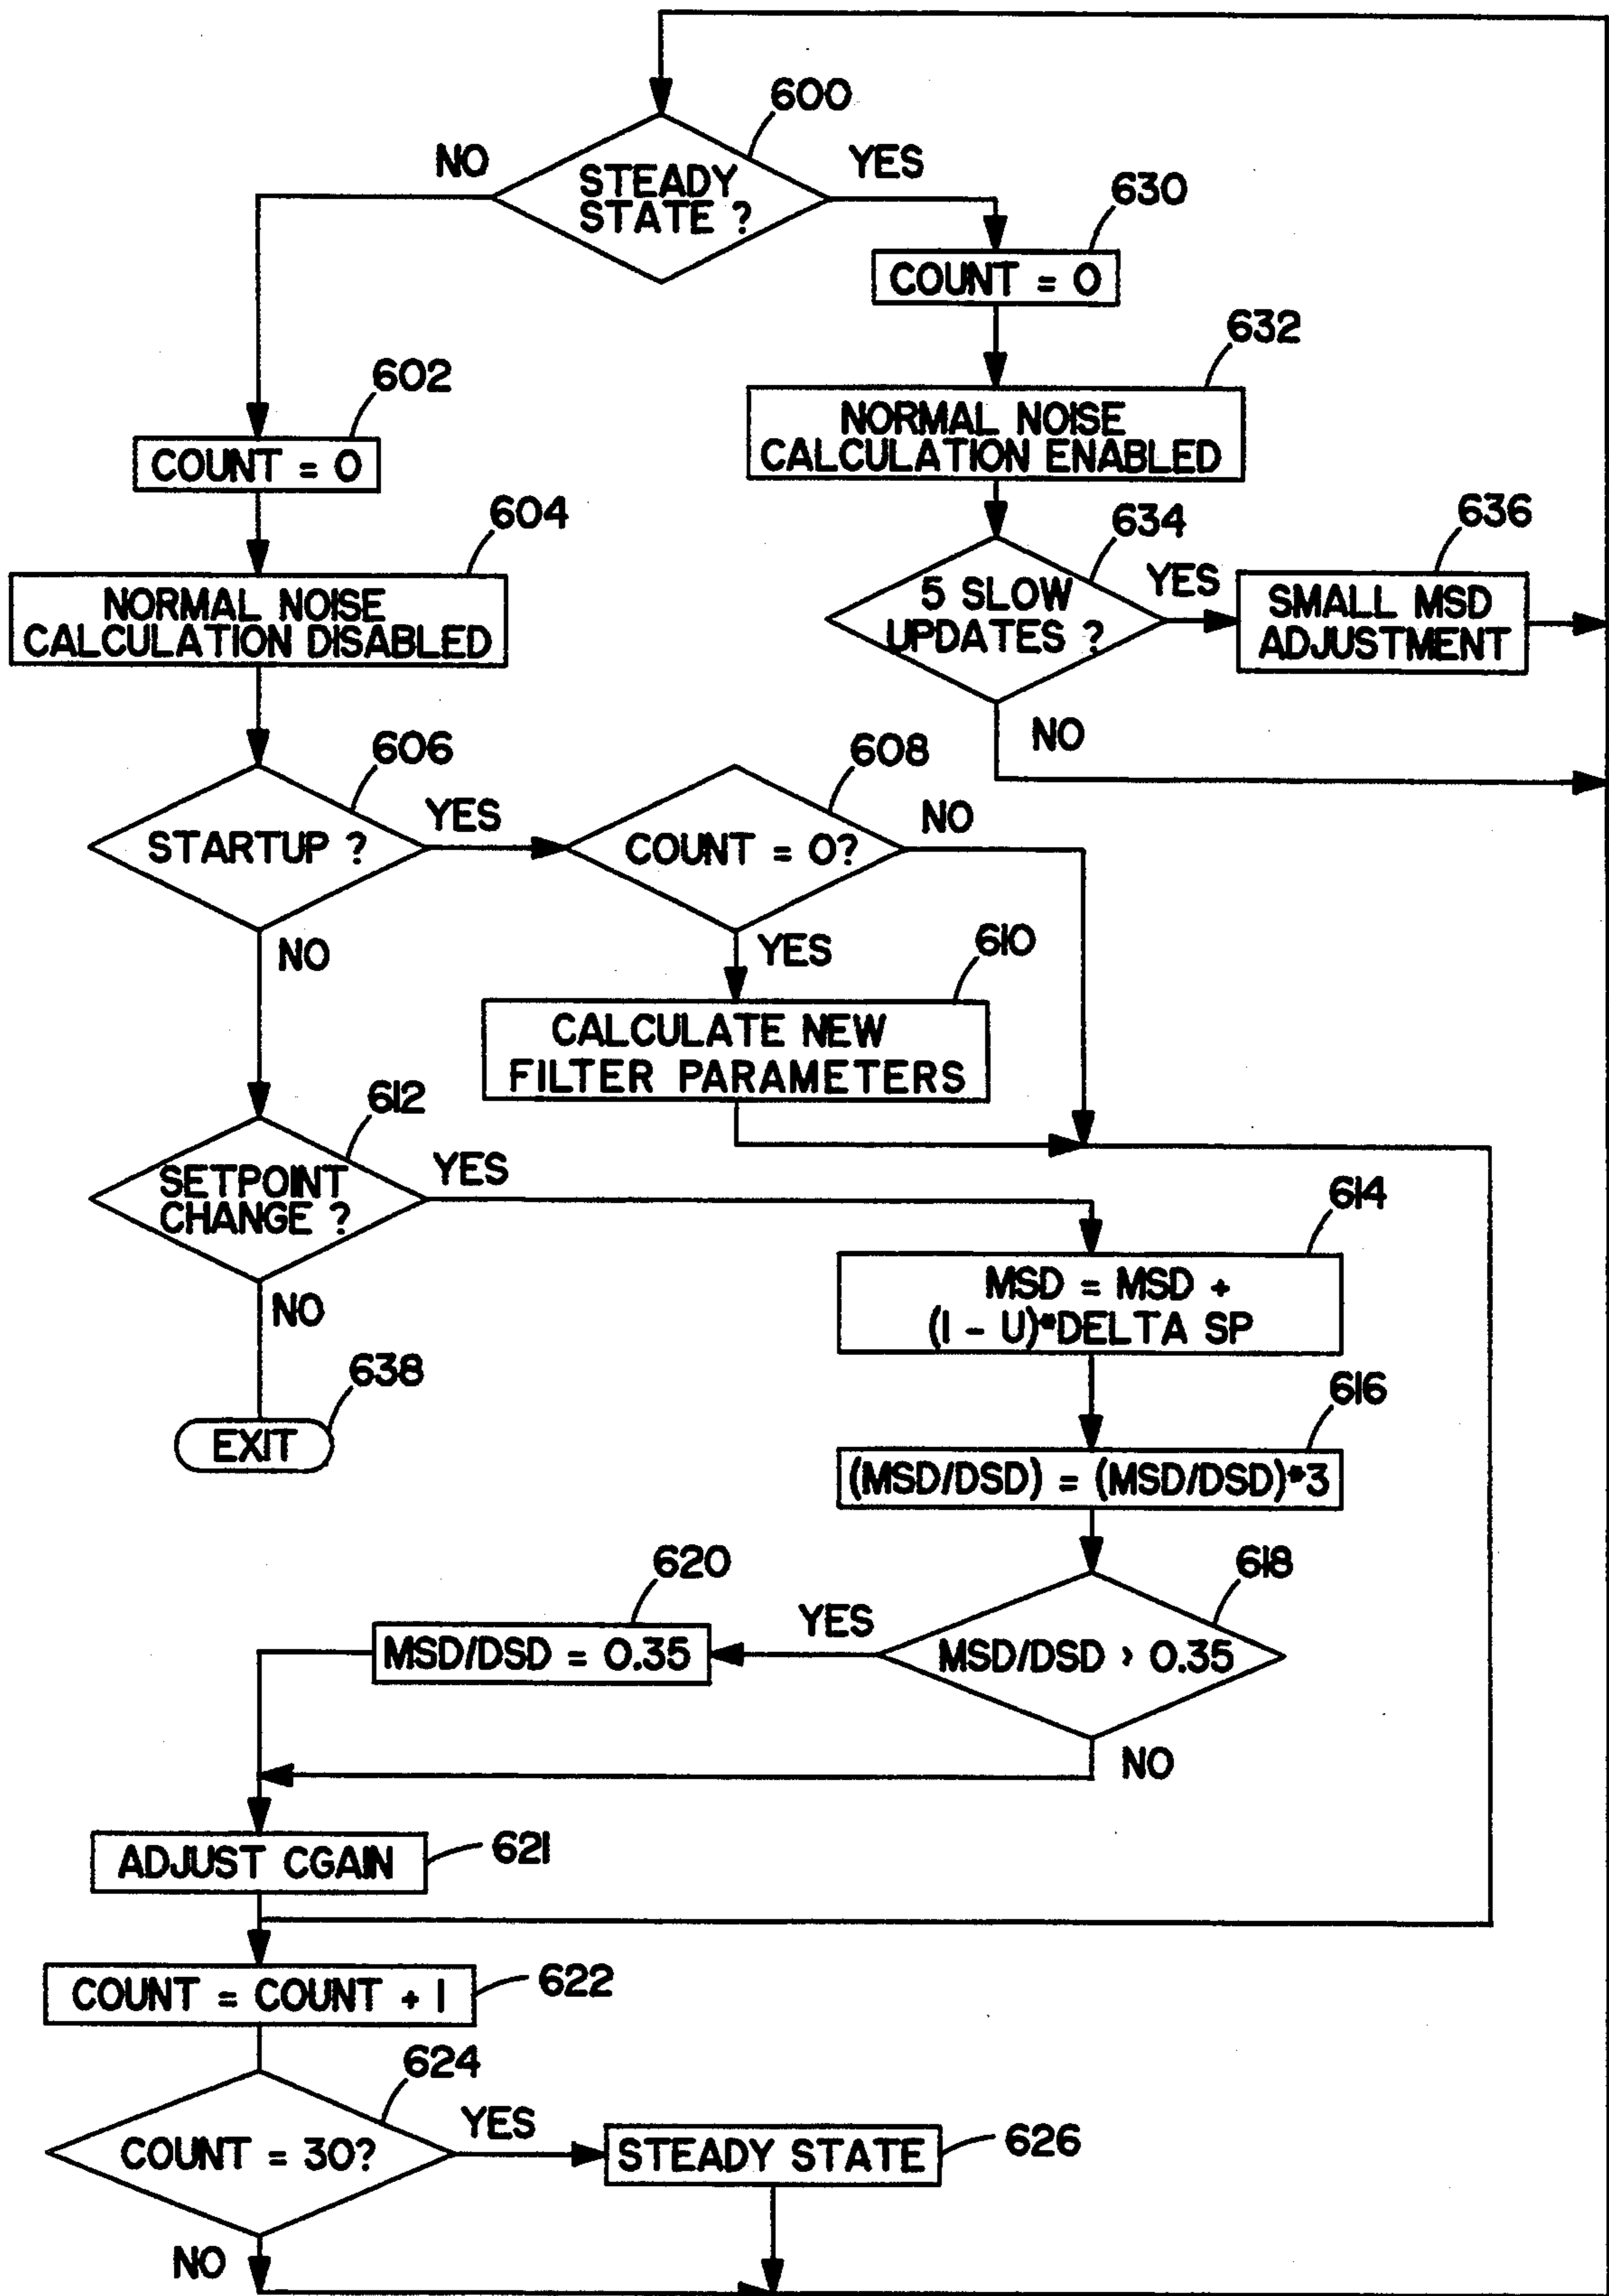 600
NO
YES
STEADY
STATE ?
630
COUNT = 0
632
602
NORMAL NOISE
CALCULATION ENABLED
COUNT = 0
604
634
636
NORMAL NOISE
CALCULATION DISABLED
5 SLOW
UPDATES ?
YES
SMALL MSD
ADJUSTMENT
NO
606
608
YES
NO
STARTUP ?
COUNT = 0?
NO
YES
610
CALCULATE NEW
FILTER PARAMETERS
612
SETPOINT
CHANGE ?
YES
614
MSD = MSD +
(1 - U)*DELTA SP
NO
638
616
EXIT
(MSD/DSD) = (MSD/DSD)*3
620
618
YES
MSD/DSD = 0.35
MSD/DSD > 0.35
NO
ADJUST CGAIN
621
COUNT = COUNT + 1
622
624
YES
COUNT = 30?
STEADY STATE
626
NO